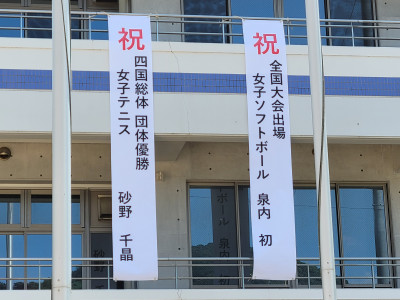 祝
全国大会出場
女子ソフトボール 泉内 初
祝
四国総体 団体優勝
女子テニス 砂野 千晶